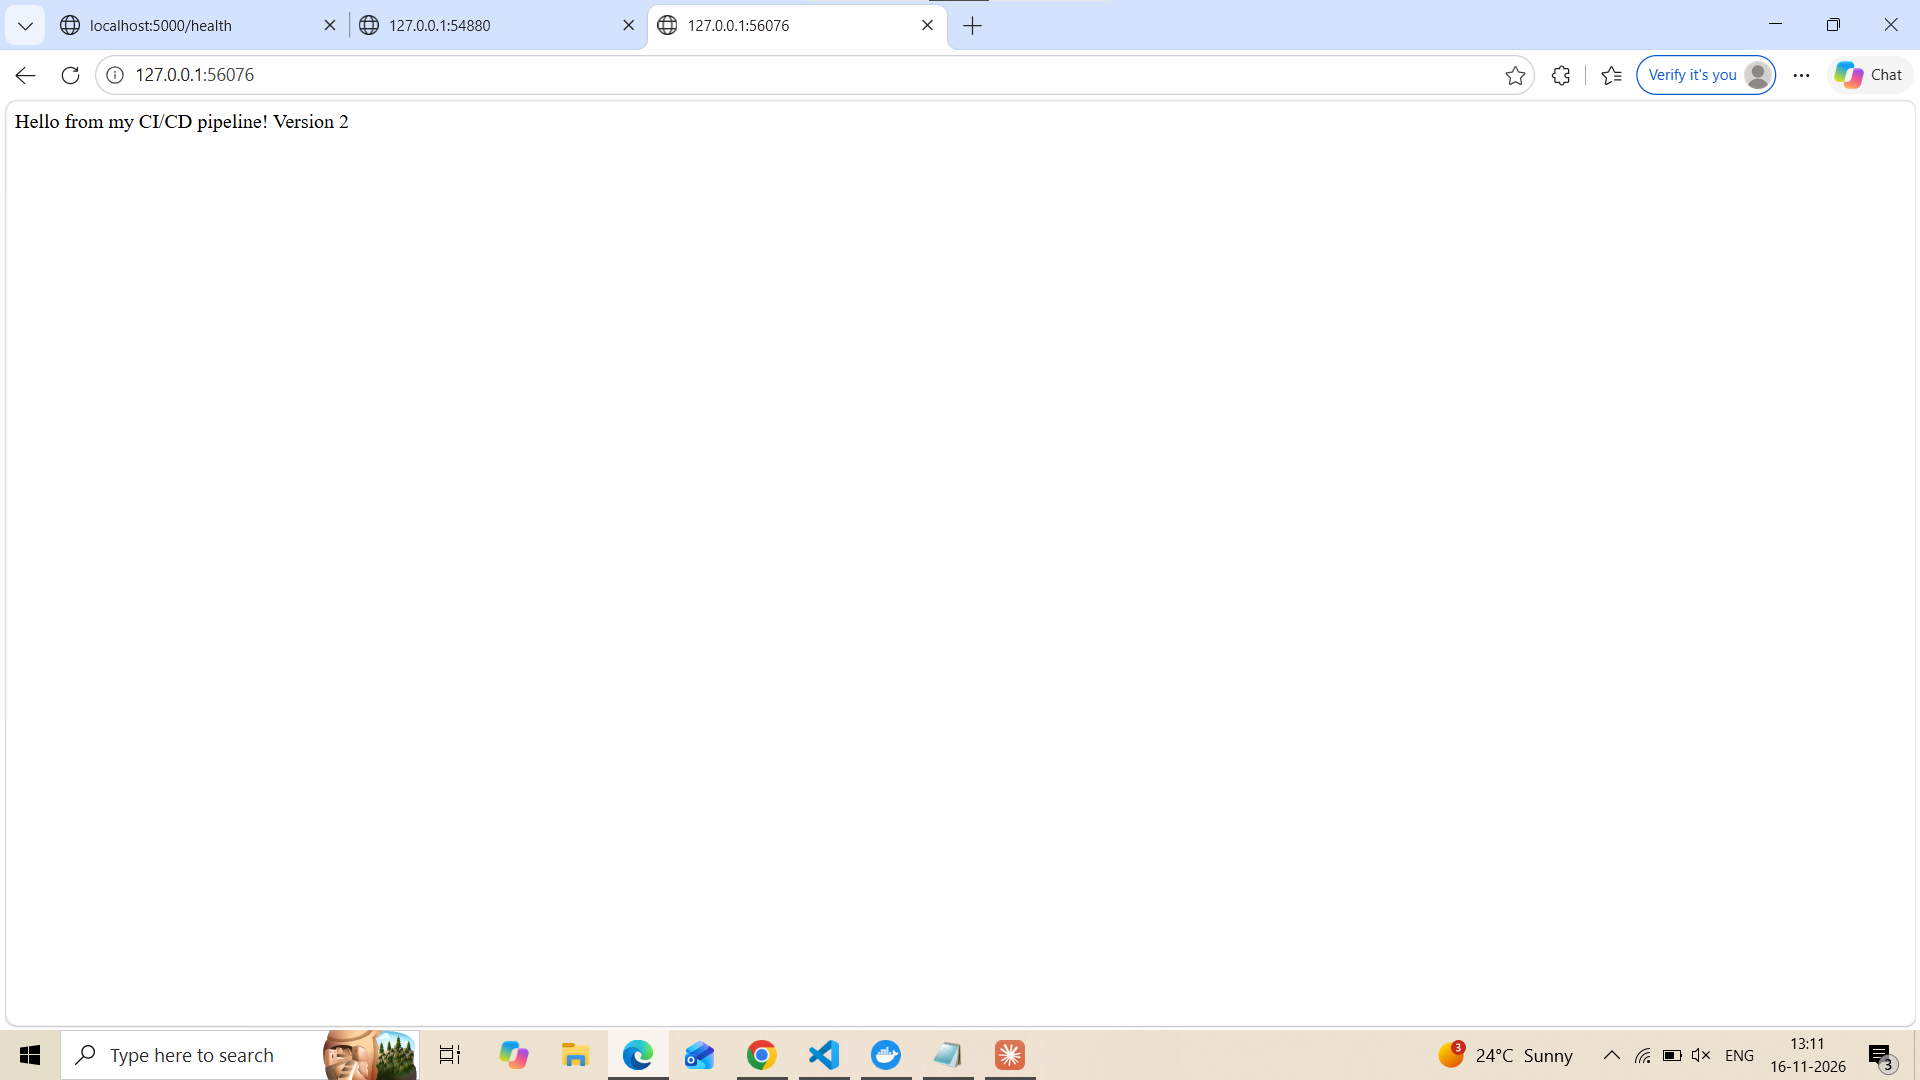 localhost:5000/health
127.0.0.1:54880
127.0.0.1:56076
127.0.0.1:56076
Verify it's you
Chat
Hello from my CI/CD pipeline! Version 2
Type here to search
3
24°C Sunny
ENG
13:11
16-11-2026
3